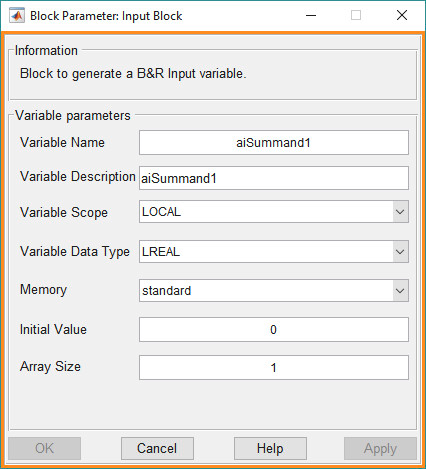 Block Parameter: Input Block
Information
Block to generate a B&R Input variable.
Variable parameters
Variable Name aiSummand1
Variable Description aiSummand1
Variable Scope LOCAL
Variable Data Type LREAL
Memory standard
Initial Value 0
Array Size 1
OK Cancel Help Apply